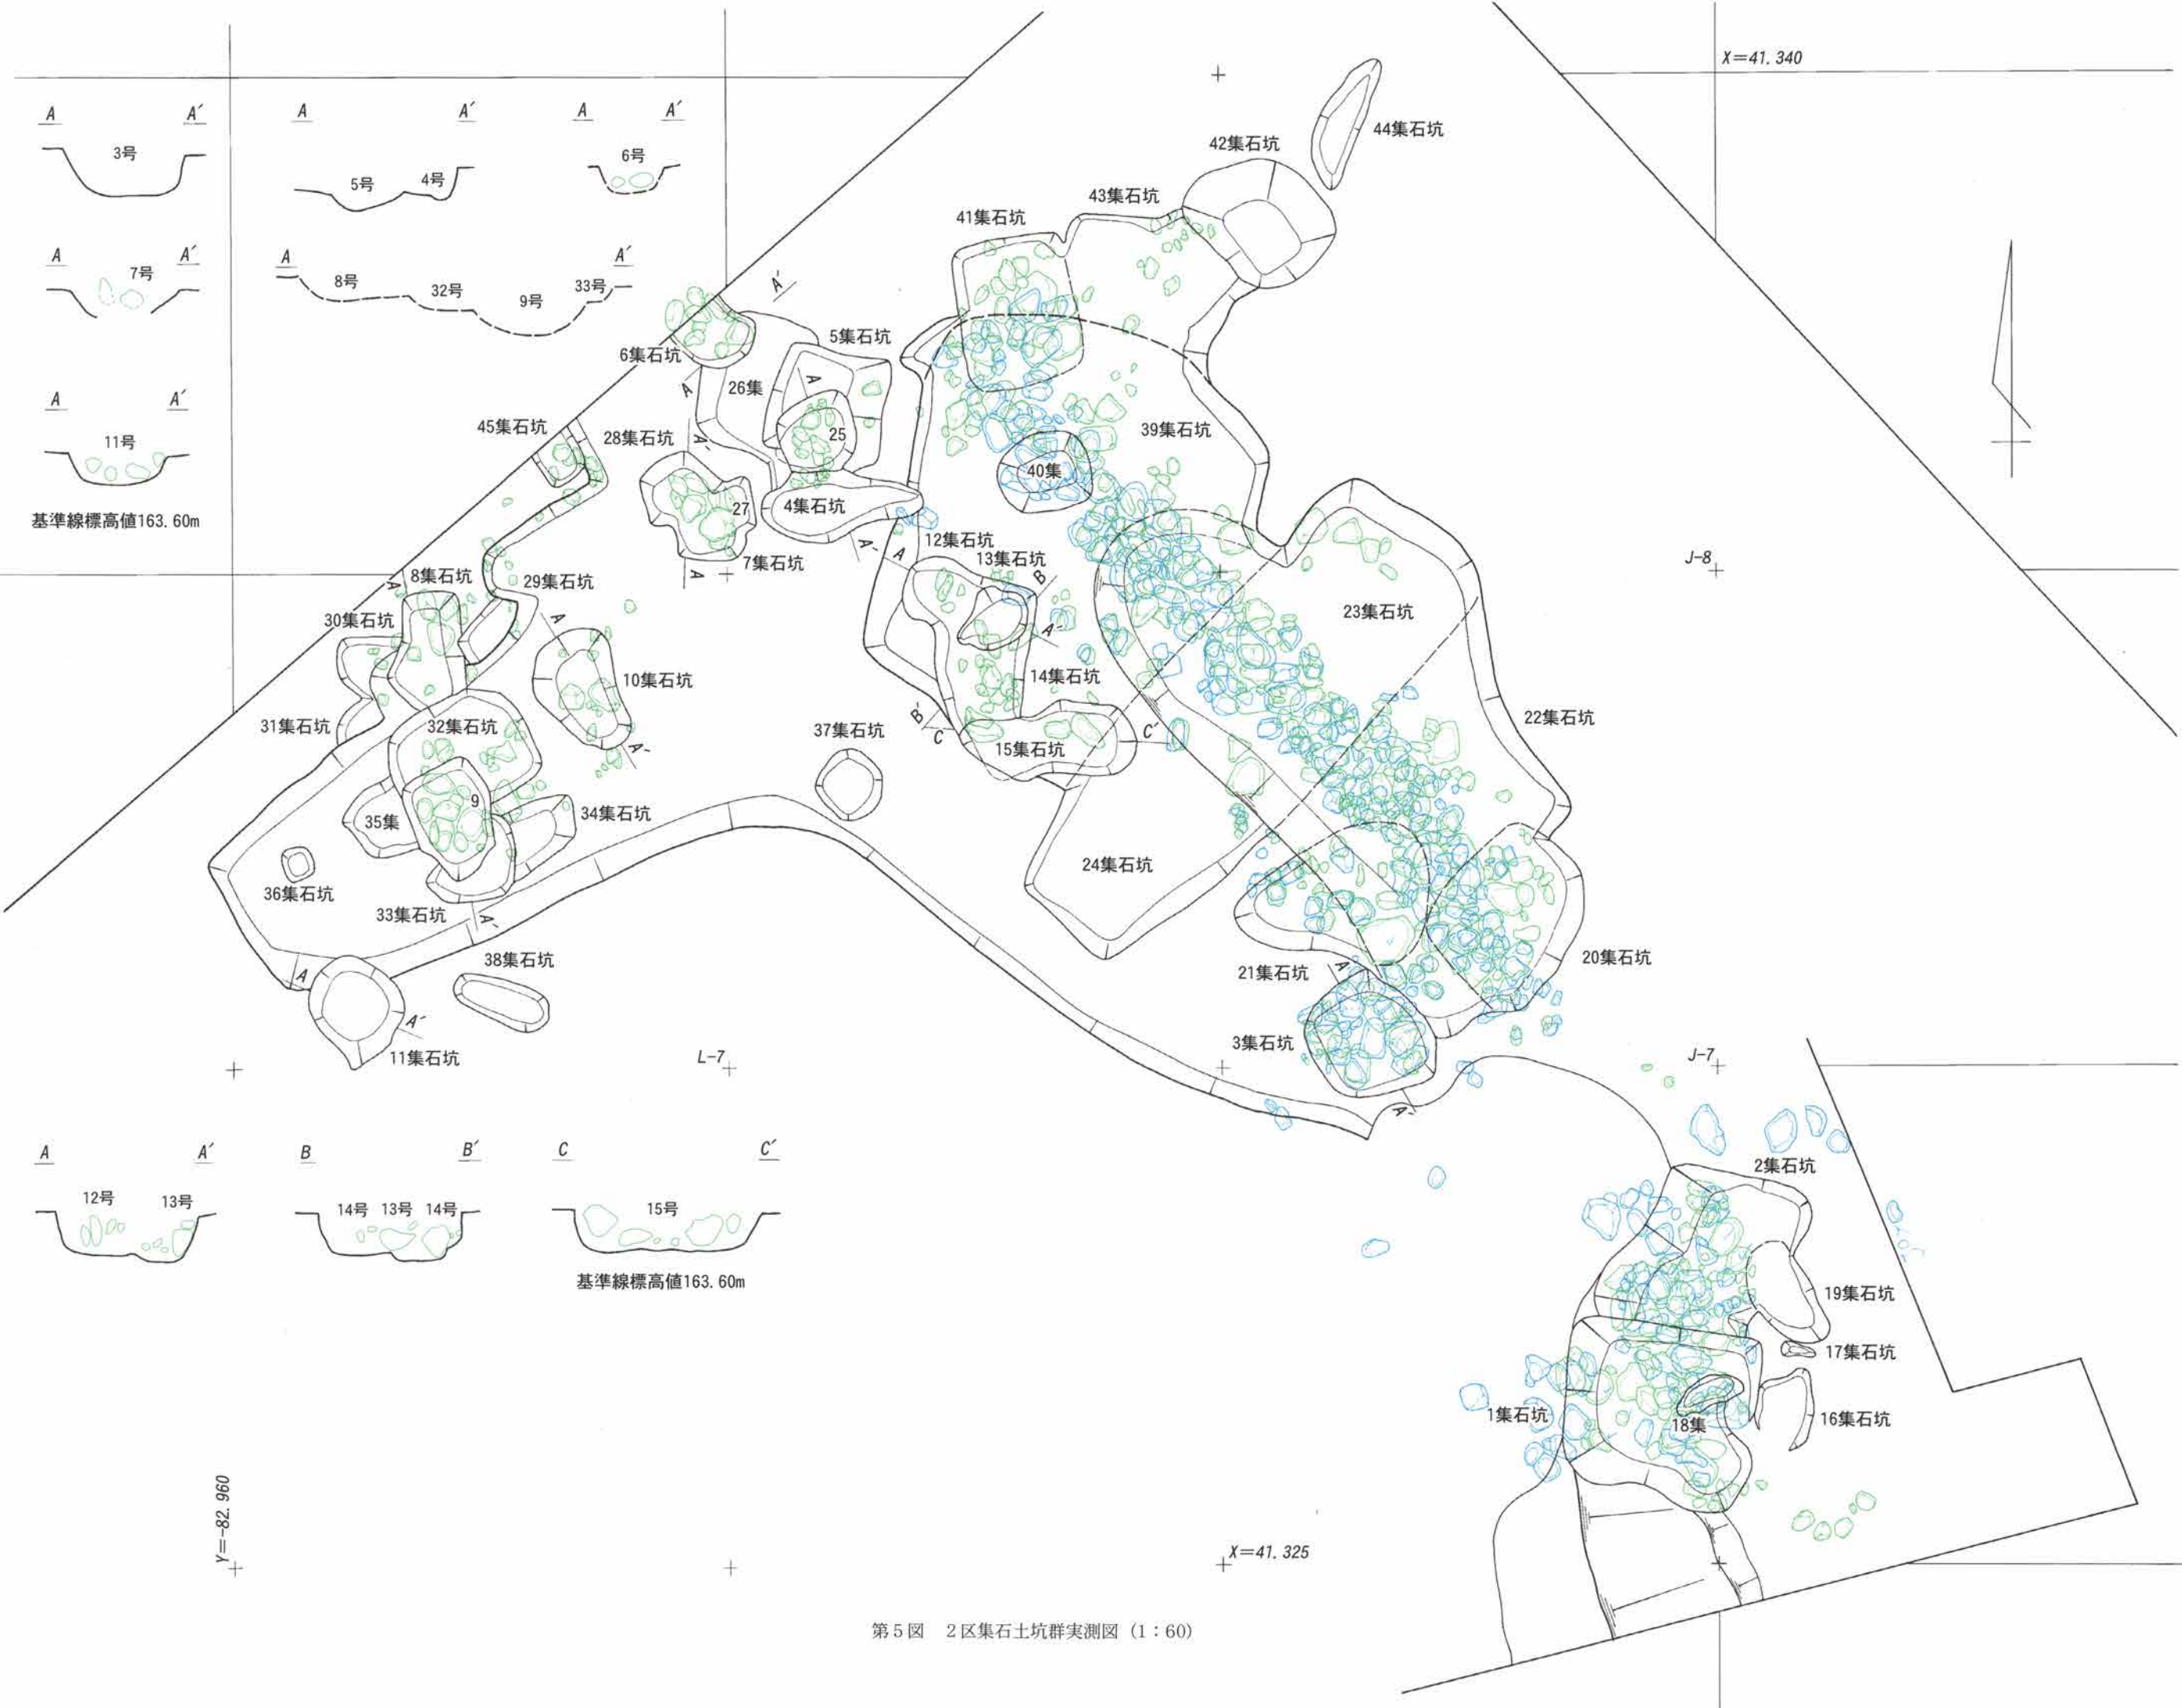 X=41.340
A A′
3号
A A′
5号 4号
A A′
6号
A A′
7号
A A′
8号 32号 9号 33号
A A′
11号
基準線標高値163.60m
44集石坑
42集石坑
43集石坑
41集石坑
A′
5集石坑
6集石坑
A
26集
A
25
39集石坑
45集石坑
28集石坑
A′
40集
27
4集石坑
7集石坑
A
A′
12集石坑
A
13集石坑
B
J-8
8集石坑
A
29集石坑
30集石坑
A
23集石坑
A′
10集石坑
14集石坑
31集石坑
32集石坑
A′
37集石坑
B′
C
15集石坑
C′
22集石坑
9
35集
34集石坑
36集石坑
33集石坑
A′
24集石坑
38集石坑
20集石坑
21集石坑
A
A
A′
11集石坑
L-7
3集石坑
A′
J-7
2集石坑
A A′
12号 13号
B B′
14号 13号 14号
C C′
15号
基準線標高値163.60m
19集石坑
17集石坑
1集石坑
18集
16集石坑
Y=-82.960
X=41.325
第5図 2区集石土坑群実測図（1：60）